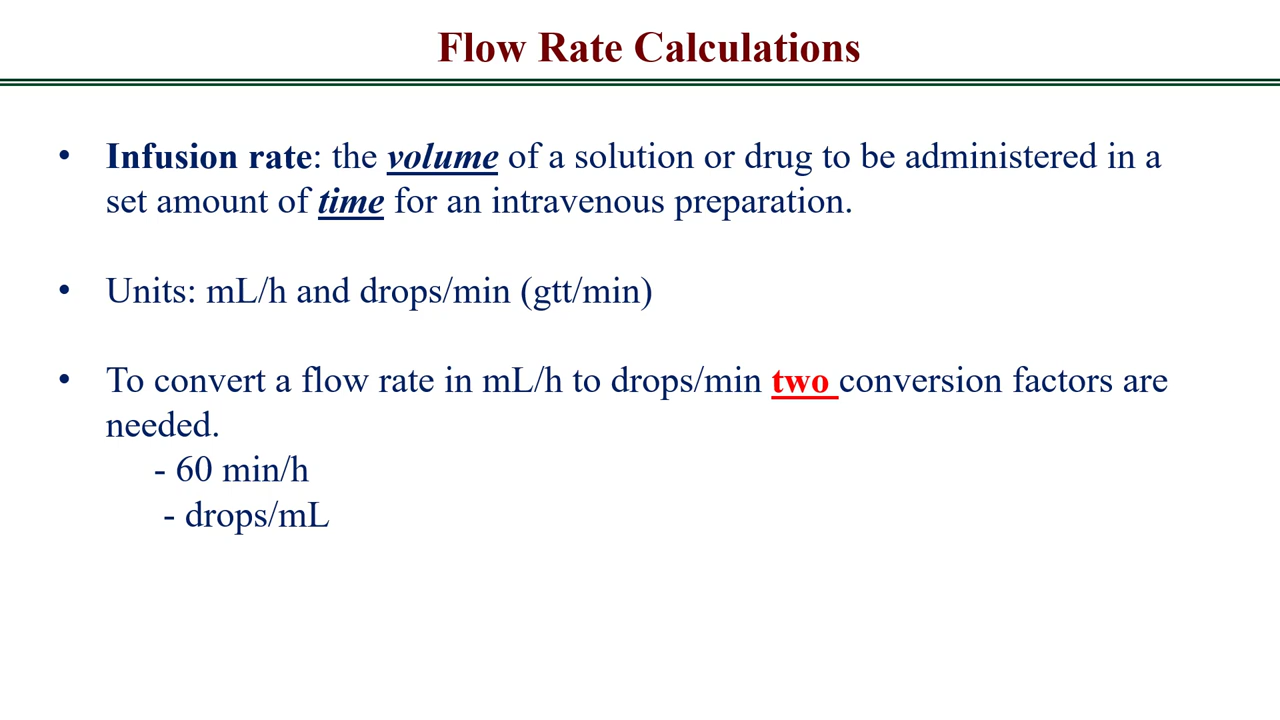 Flow Rate Calculations
• Infusion rate: the volume of a solution or drug to be administered in a
set amount of time for an intravenous preparation.
• Units: mL/h and drops/min (gtt/min)
• To convert a flow rate in mL/h to drops/min two conversion factors are
needed.
- 60 min/h
- drops/mL